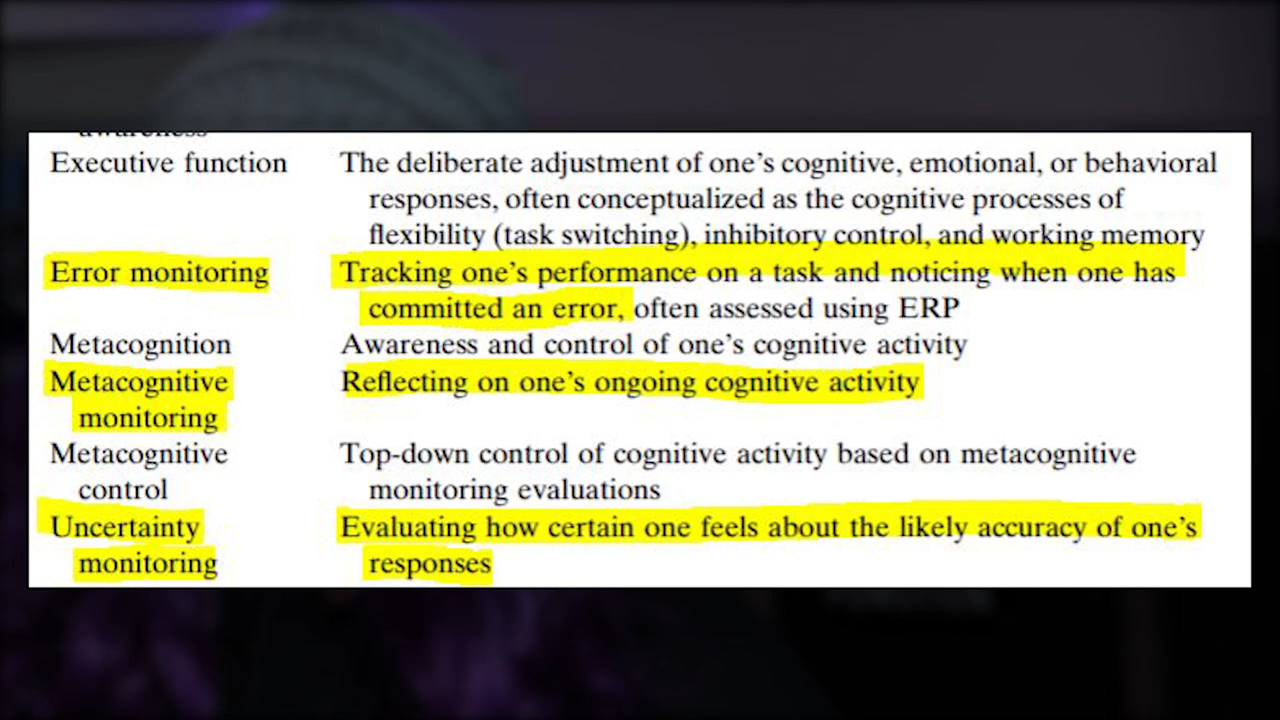 awareness
Executive function The deliberate adjustment of one’s cognitive, emotional, or behavioral
responses, often conceptualized as the cognitive processes of
flexibility (task switching), inhibitory control, and working memory
Error monitoring Tracking one’s performance on a task and noticing when one has
committed an error, often assessed using ERP
Metacognition Awareness and control of one’s cognitive activity
Metacognitive Reflecting on one’s ongoing cognitive activity
monitoring
Metacognitive Top-down control of cognitive activity based on metacognitive
control monitoring evaluations
Uncertainty Evaluating how certain one feels about the likely accuracy of one’s
monitoring responses